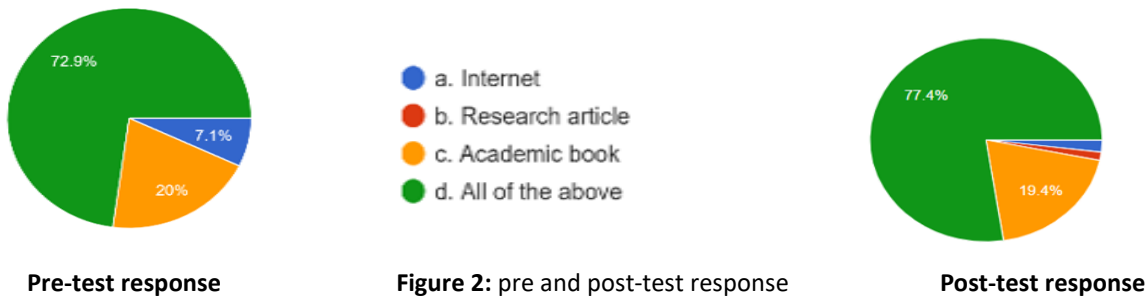 72.9%
7.1%
20%
a. Internet
b. Research article
c. Academic book
d. All of the above
77.4%
19.4%
Pre-test response
Figure 2: pre and post-test response
Post-test response